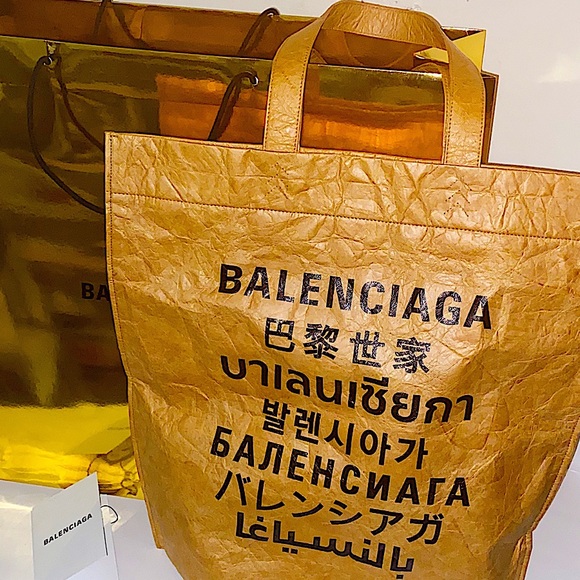 BALENCIAGA
巴黎世家
บาเลนเซียกา
발렌시아가
БАЛЕНСИАГА
バレンシアガ
بالنسياغا
BA
BALENCIAGA